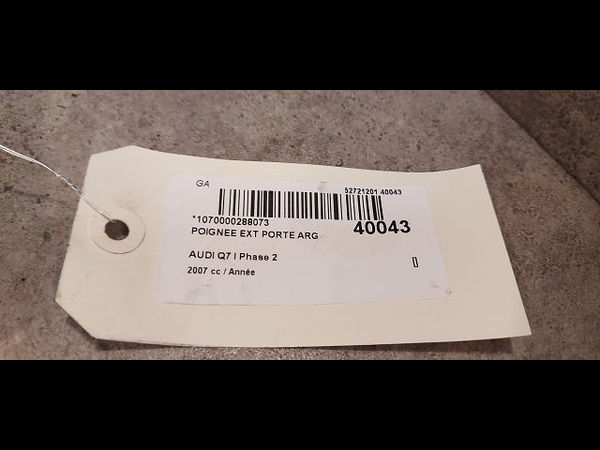 GA
52721201 40043
*1070000288073
40043
POIGNEE EXT PORTE ARG
AUDI Q7 I Phase 2
2007 cc / Année